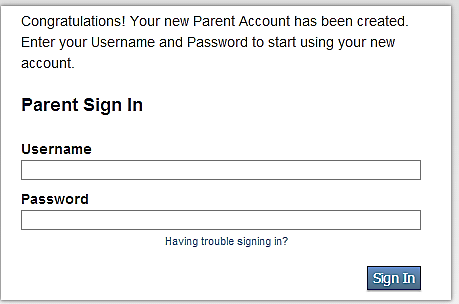 Congratulations! Your new Parent Account has been created.
Enter your Username and Password to start using your new
account.
Parent Sign In
Username
Password
Having trouble signing in?
Sign In